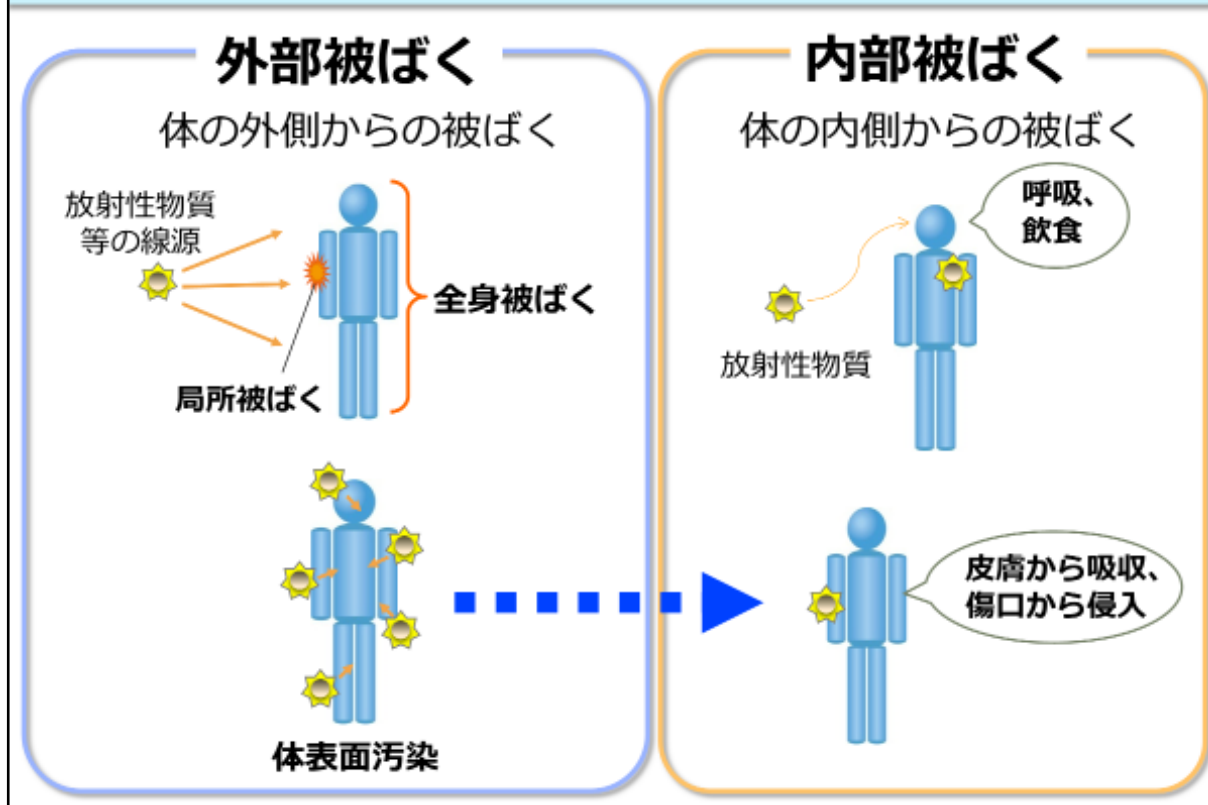 外部被ばく
体の外側からの被ばく
放射性物質
等の線源
全身被ばく
局所被ばく
体表面汚染
内部被ばく
体の内側からの被ばく
呼吸、
飲食
放射性物質
皮膚から吸収、
傷口から侵入